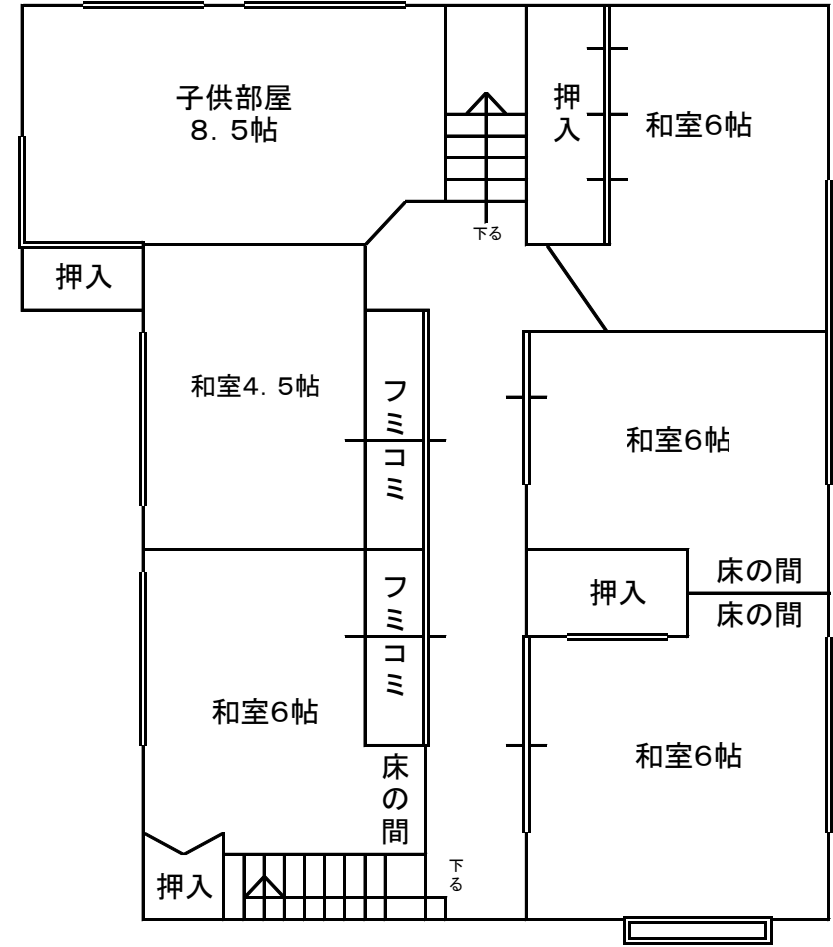 子供部屋
8. 5帖
押
入
和室6帖
下る
押入
和室4. 5帖
フ
ミ
コ
ミ
和室6帖
床の間
押入
床の間
フ
ミ
コ
ミ
和室6帖
和室6帖
床
の
間
押入
下
る